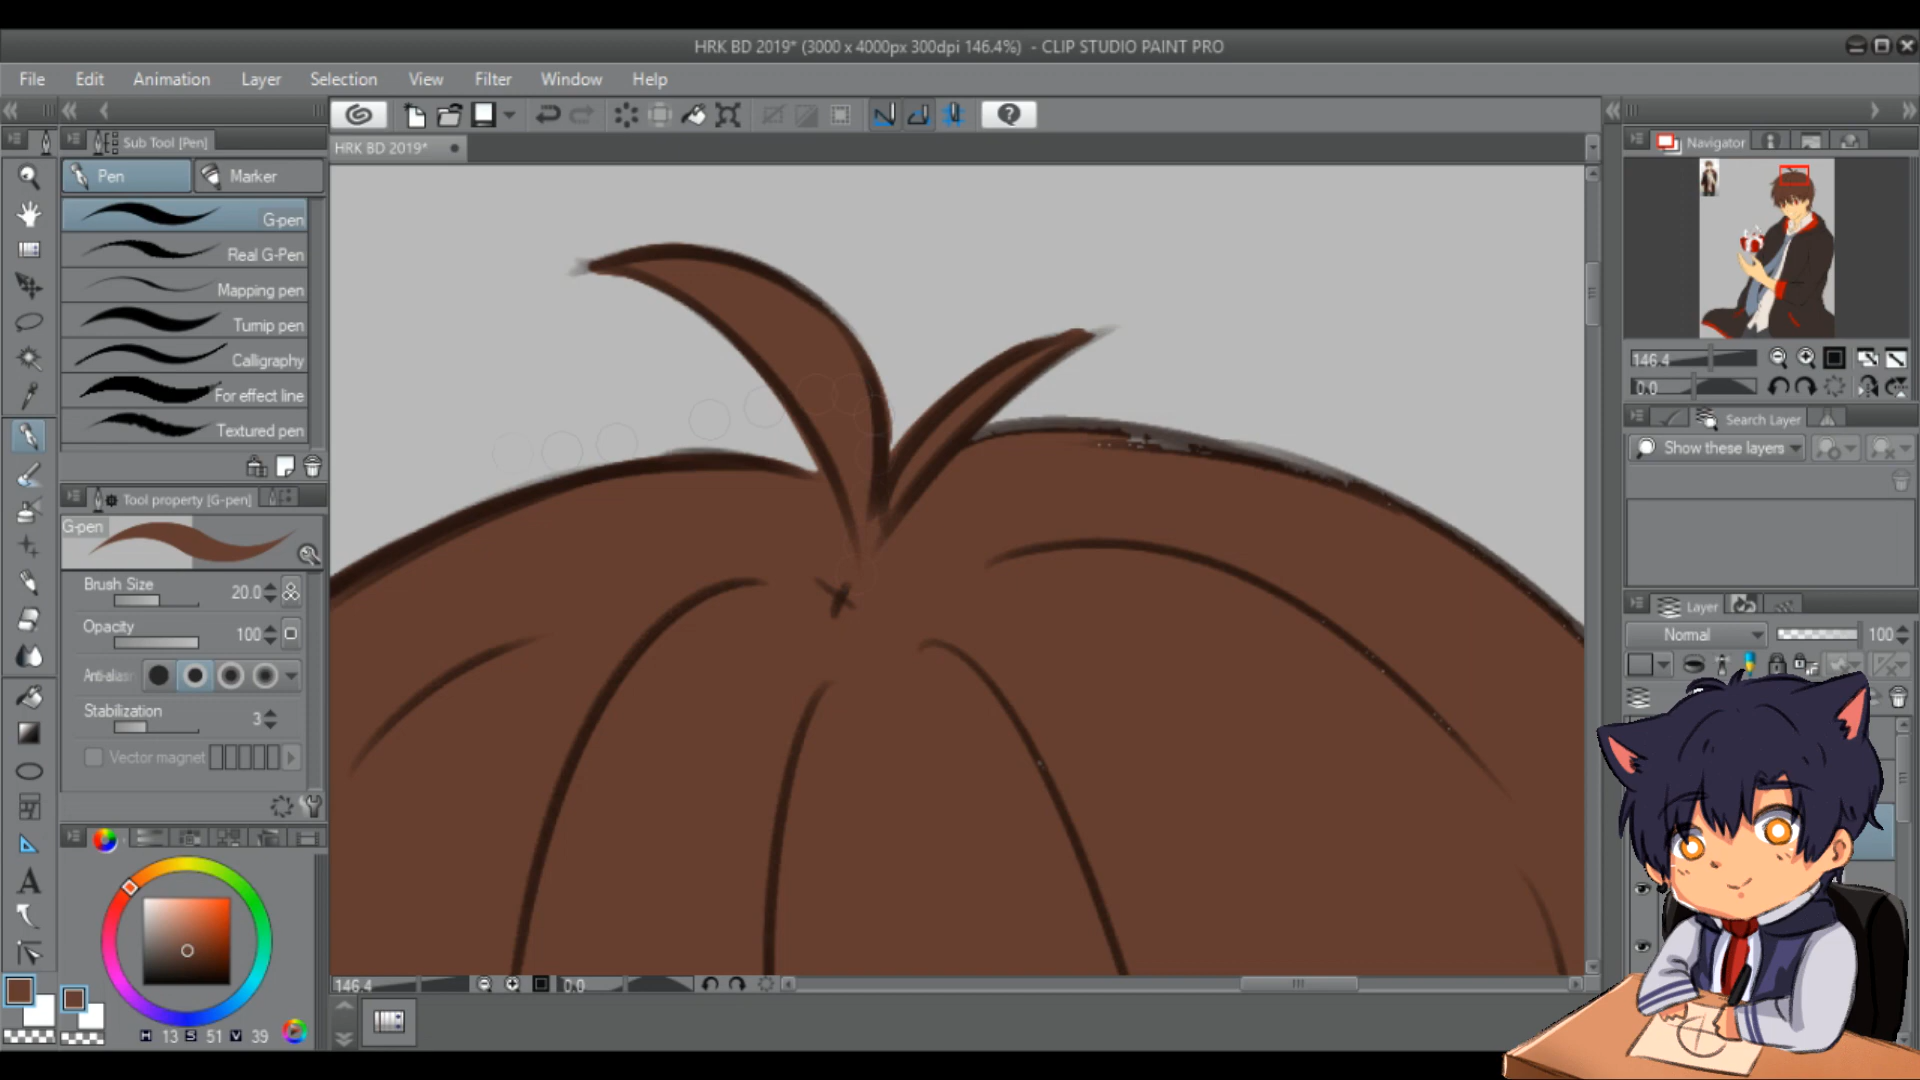 HRK BD 2019* (3000 x 4000px 300dpi 146.4%) - CLIP STUDIO PAINT PRO
File Edit Animation Layer Selection View Filter Window Help
Sub Tool [Pen]
HRK BD 2019*
Navigator
Pen Marker
G-pen
Real G-Pen
Mapping pen
Turnip pen
Calligraphy
For effect line
Textured pen
146.4
0.0
Search Layer
Show these layers
Tool property [G-pen]
G-pen
Brush Size 20.0
Opacity 100
Anti-alias
Stabilization 3
Vector magnet
Layer
Normal 100
146.4 0.0
H 13 S 51 V 39